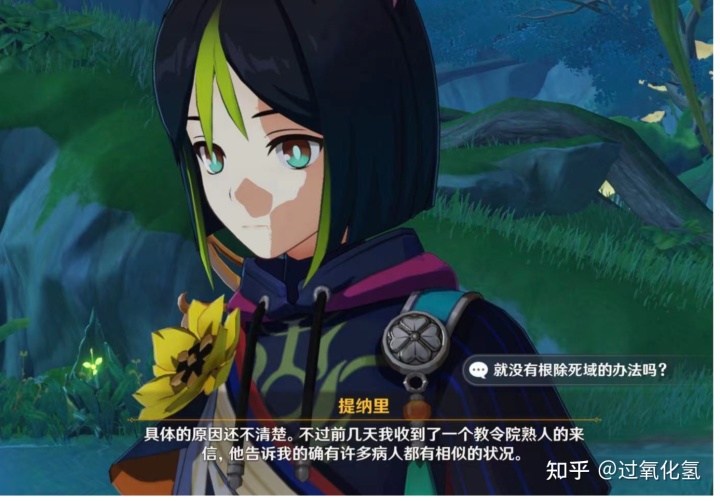 就没有根除死域的办法吗?
提纳里
具体的原因还不清楚。不过前几天我收到了一个教令院熟人的来
信,他告诉我的确有许多病人都有相似的状况。
知乎 @过氧化氢